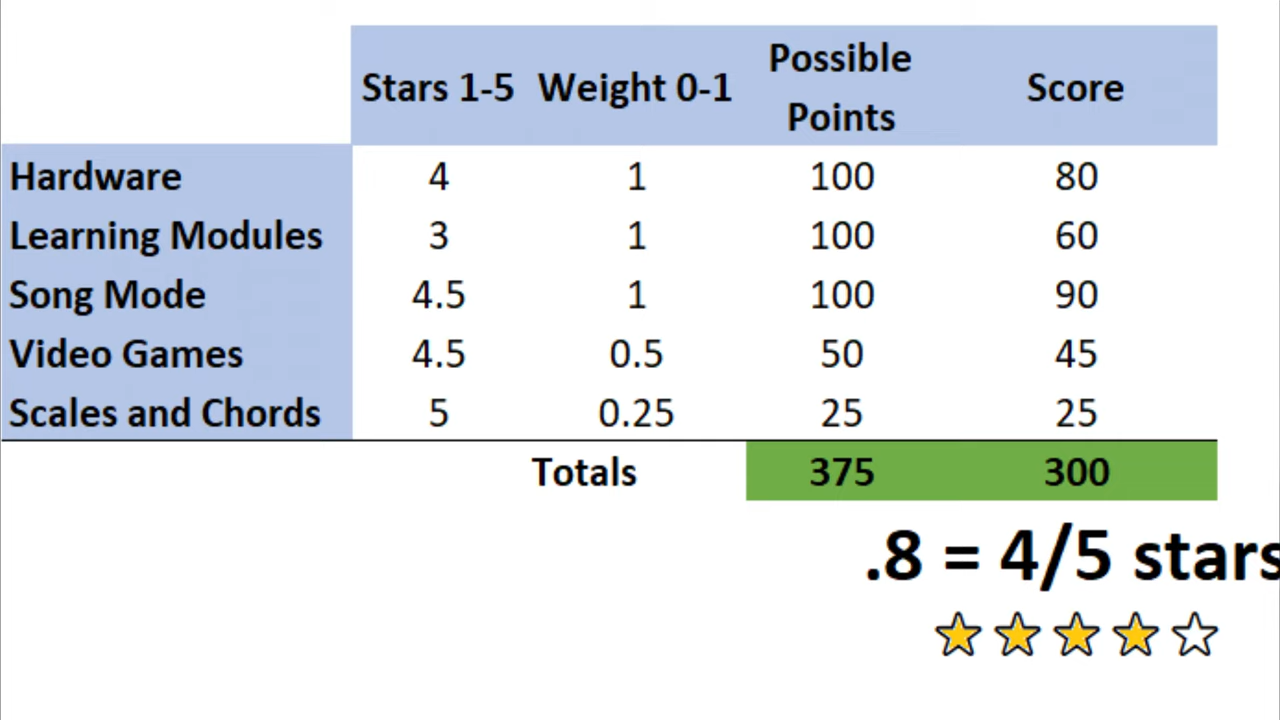 Stars 1-5 Weight 0-1 Possible Points Score
Hardware 4 1 100 80
Learning Modules 3 1 100 60
Song Mode 4.5 1 100 90
Video Games 4.5 0.5 50 45
Scales and Chords 5 0.25 25 25
Totals 375 300
.8 = 4/5 stars